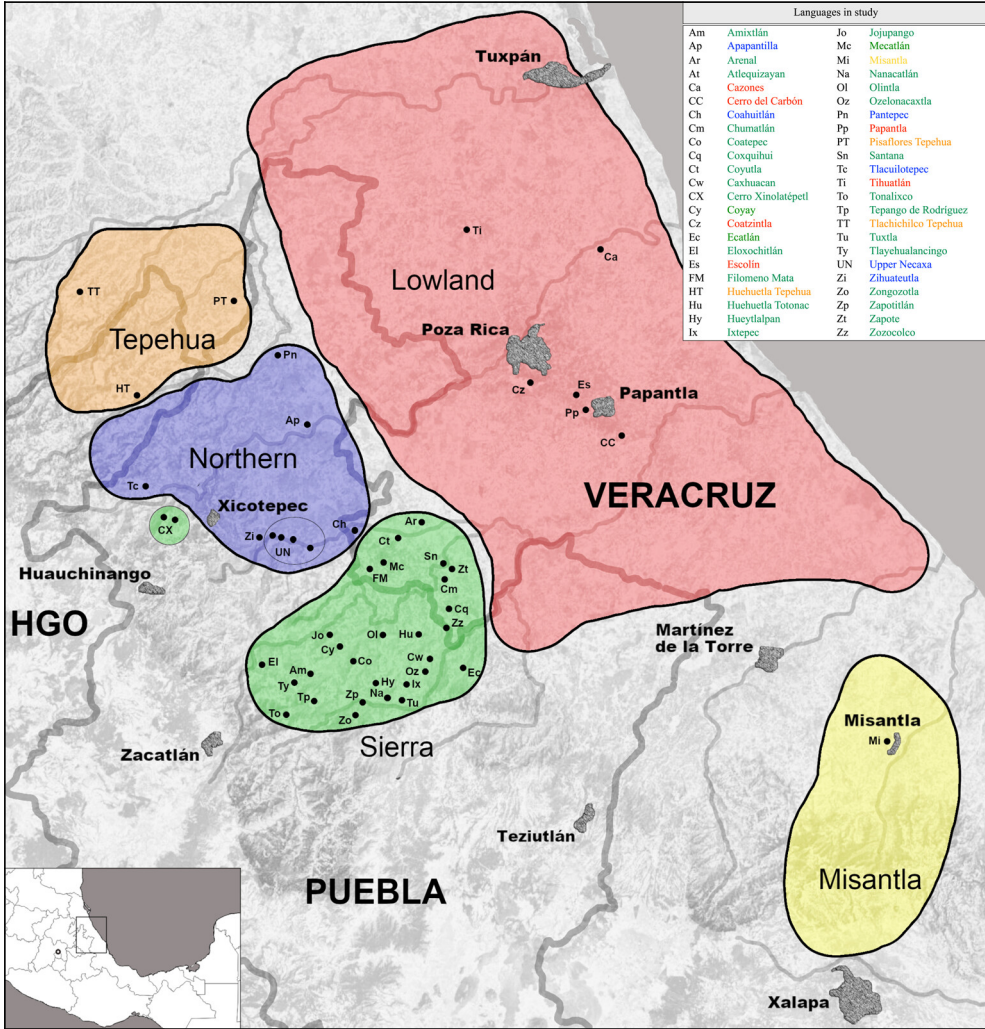 Languages in study
Am Amixtlán Jo Jojupango
Ap Apapantilla Mc Mecatlán
Ar Arenal Mi Misantla
At Atlequizayan Na Nanacatlán
Ca Cazones Ol Olintla
CC Cerro del Carbón Oz Ozelonacaxtla
Ch Coahuitlán Pn Pantepec
Cm Chumatlán Pp Papantla
Co Coatepec PT Pisaflores Tepehua
Cq Coxquihui Sn Santana
Ct Coyutla Tc Tlacuilotepec
Cw Caxhuacan Ti Tihuatlán
CX Cerro Xinolatépetl To Tonalixco
Cy Coyay Tp Tepango de Rodríguez
Cz Coatzintla TT Tlachichilco Tepehua
Ec Ecatlán Tu Tuxtla
El Eloxochitlán Ty Tlayehualancingo
Es Escolín UN Upper Necaxa
FM Filomeno Mata Zi Zihuateutla
HT Huehuetla Tepehua Zo Zongozotla
Hu Huehuetla Totonac Zp Zapotitlán
Hy Hueytlalpan Zt Zapote
Ix Ixtepec Zz Zozocolco
Tuxpán
Ti
Ca
Lowland
TT
PT
Tepehua
Poza Rica
Pn
HT
Cz
Es
Papantla
Pp
Ap
CC
Northern
Tc
VERACRUZ
Xicotepec
CX
Zi
UN
Ch
Ar
Ct
Sn
Mc
FM
Zt
Cm
Huauchinango
Cq
HGO
Zz
Jo
Ol
Hu
Martínez
de la Torre
Cy
El
Co
Cw
Am
Oz
Ec
Ty
Hy
Ix
Tp
Zp
Na
Tu
To
Zo
Sierra
Zacatlán
Misantla
Mi
Teziutlán
PUEBLA
Misantla
Xalapa